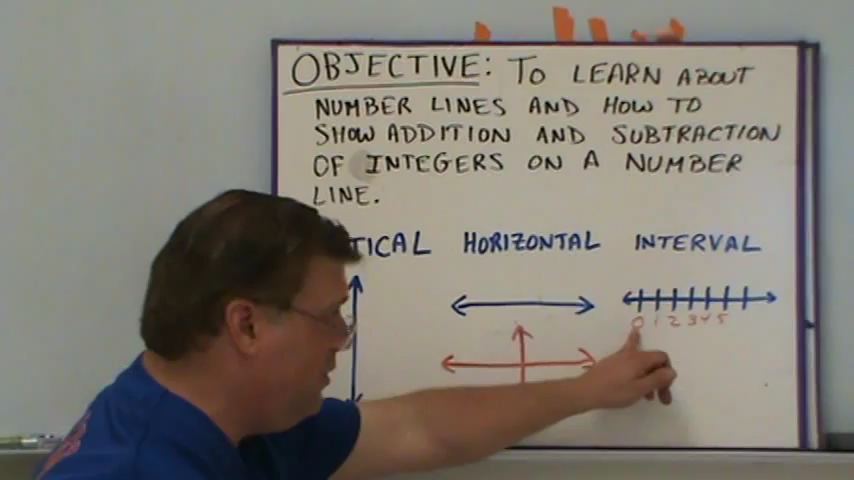 OBJECTIVE: TO LEARN ABOUT
NUMBER LINES AND HOW TO
SHOW ADDITION AND SUBTRACTION
OF INTEGERS ON A NUMBER
LINE.
TICAL HORIZONTAL INTERVAL
0 1 2 3 4 5